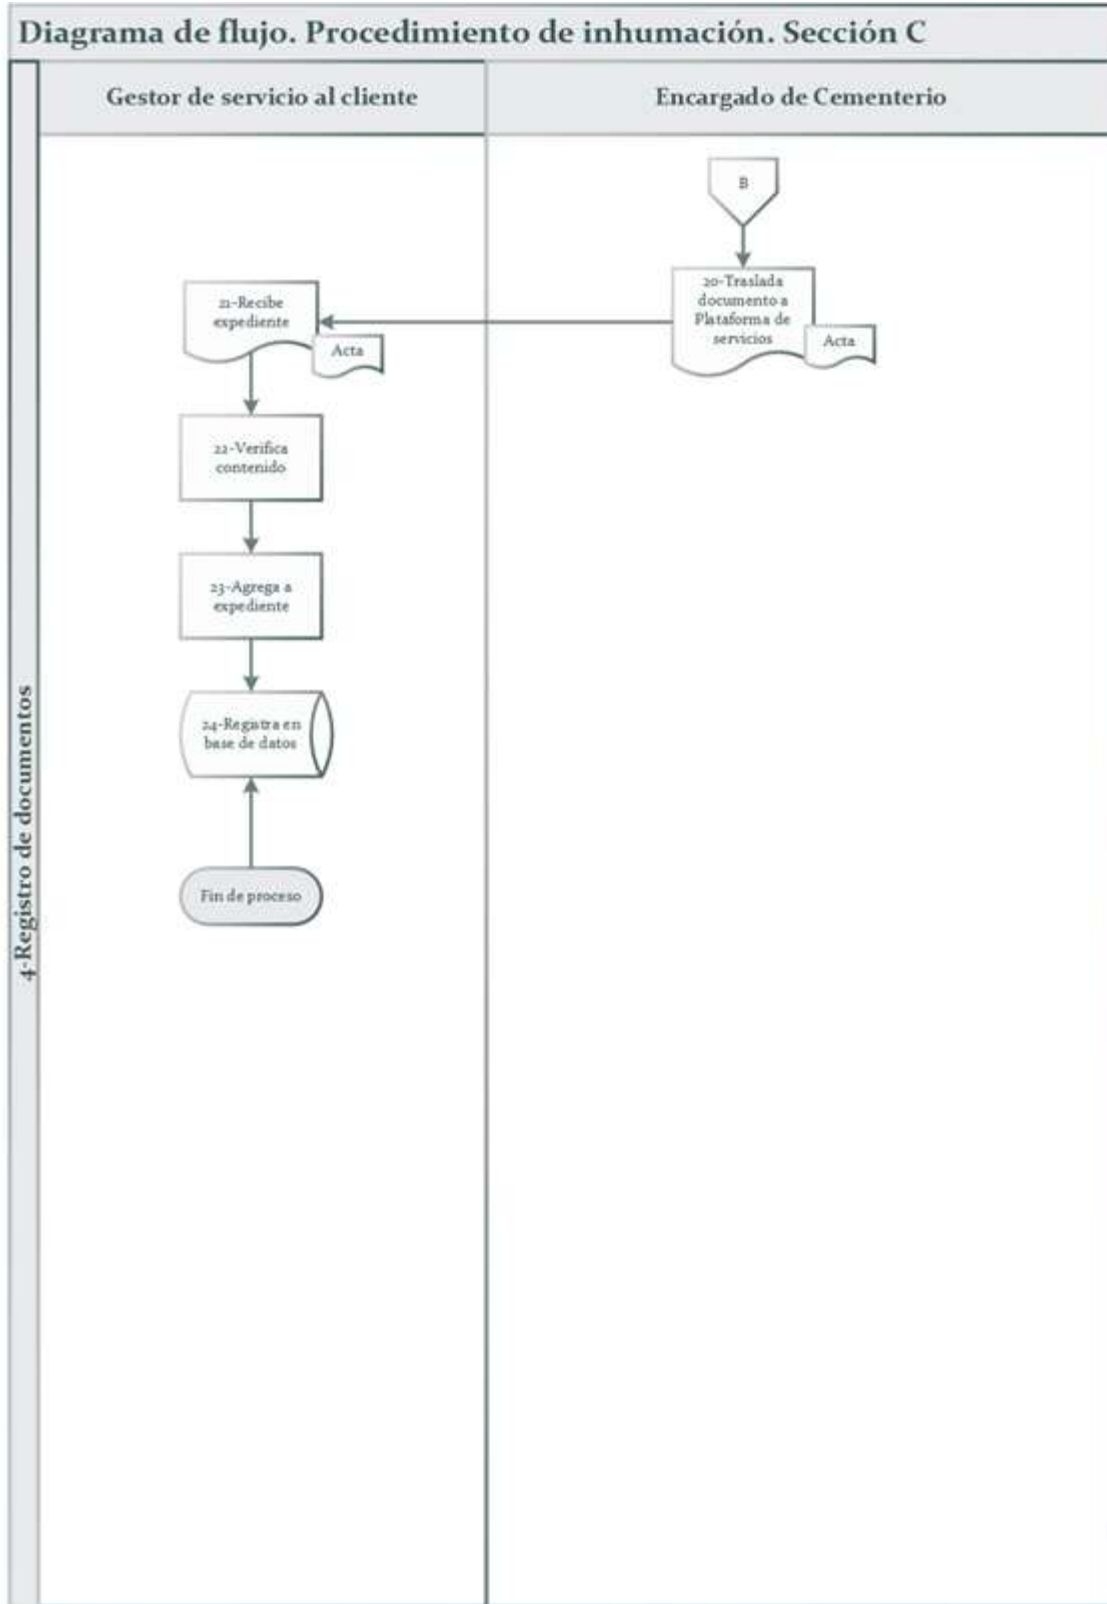 Diagrama de flujo. Procedimiento de inhumación. Sección C
Gestor de servicio al cliente
Encargado de Cementerio
4-Registro de documentos
B
20-Traslada
documento a
Plataforma de
servicios
Acta
21-Recibe
expediente
Acta
22-Verifica
contenido
23-Agrega a
expediente
24-Registra en
base de datos
Fin de proceso